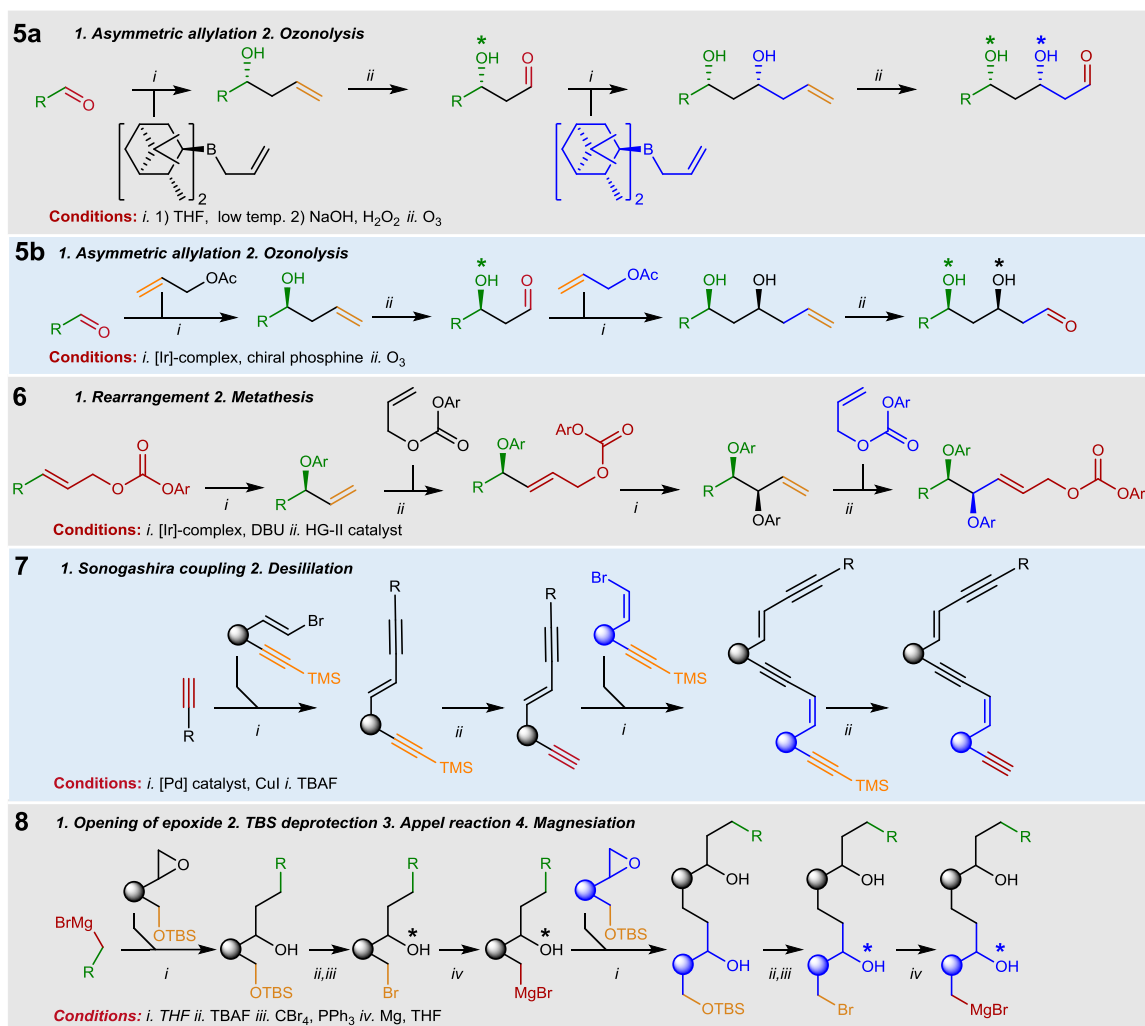 5a 1. Asymmetric allylation 2. Ozonolysis
R O i OH R ii * OH O R i OH OH R ii * OH * OH O R
B 2 B 2
Conditions: i. 1) THF, low temp. 2) NaOH, H2O2 ii. O3
5b 1. Asymmetric allylation 2. Ozonolysis
R O OAc i OH R ii * OH O R OAc i OH OH R ii * OH * OH R O
Conditions: i. [Ir]-complex, chiral phosphine ii. O3
6 1. Rearrangement 2. Metathesis
R O O OAr i OAr R OAr O O ii OAr R ArO O O i OAr R OAr OAr O O ii OAr R OAr O O OAr
Conditions: i. [Ir]-complex, DBU ii. HG-II catalyst
7 1. Sonogashira coupling 2. Desililation
R Br TMS i R TMS ii R Br TMS i R TMS ii R
Conditions: i. [Pd] catalyst, CuI i. TBAF
8 1. Opening of epoxide 2. TBS deprotection 3. Appel reaction 4. Magnesiation
BrMg R O OTBS i R OH OTBS ii,iii R * OH Br iv R * OH MgBr O OTBS i R OH OH OTBS ii,iii R OH * OH Br iv R OH * OH MgBr
Conditions: i. THF ii. TBAF iii. CBr4, PPh3 iv. Mg, THF